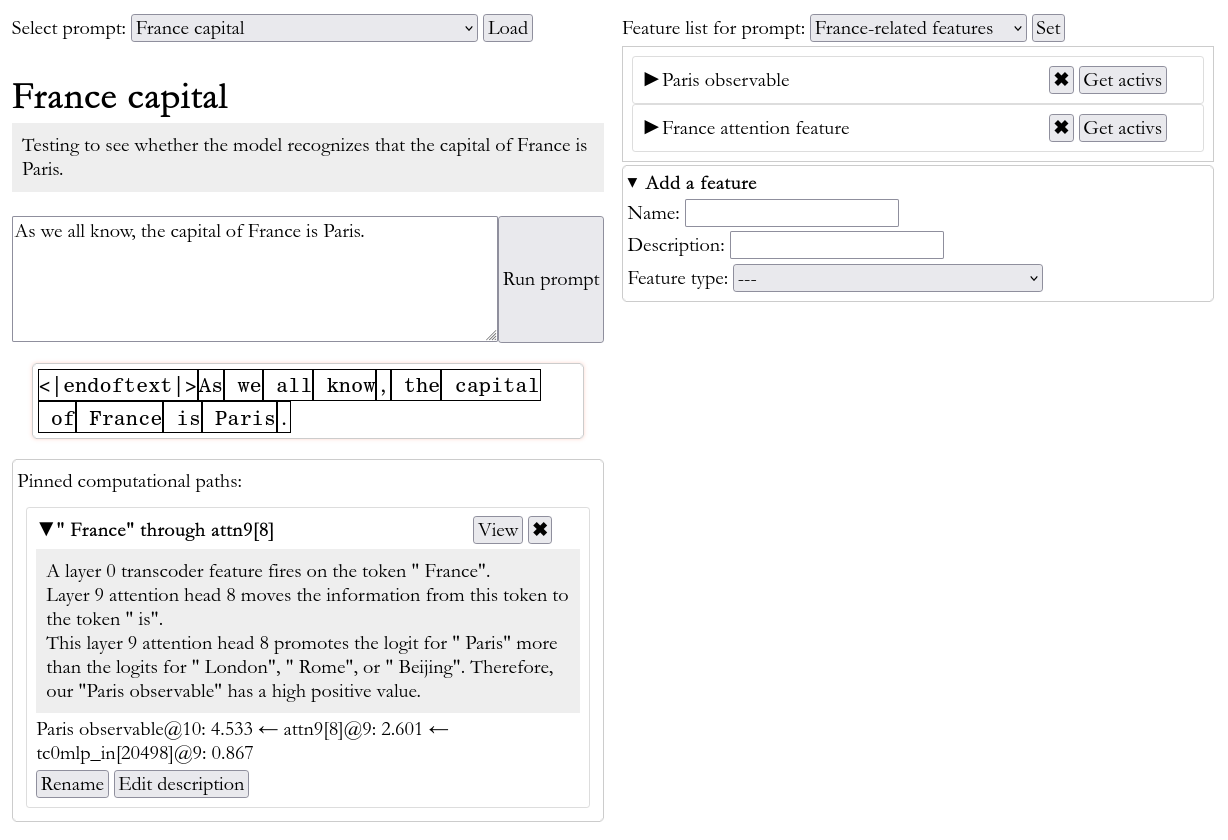 Select prompt: France capital Load
France capital
Testing to see whether the model recognizes that the capital of France is
Paris.
As we all know, the capital of France is Paris.
Run prompt
<|endoftext|>As we all know, the capital
of France is Paris.
Pinned computational paths:
▼" France" through attn9[8] View ✖
A layer 0 transcoder feature fires on the token " France".
Layer 9 attention head 8 moves the information from this token to
the token " is".
This layer 9 attention head 8 promotes the logit for " Paris" more
than the logits for " London", " Rome", or " Beijing". Therefore,
our "Paris observable" has a high positive value.
Paris observable@10: 4.533 ← attn9[8]@9: 2.601 ←
tc0mlp_in[20498]@9: 0.867
Rename Edit description
Feature list for prompt: France-related features Set
▶Paris observable ✖ Get activs
▶France attention feature ✖ Get activs
▼ Add a feature
Name:
Description:
Feature type: ---